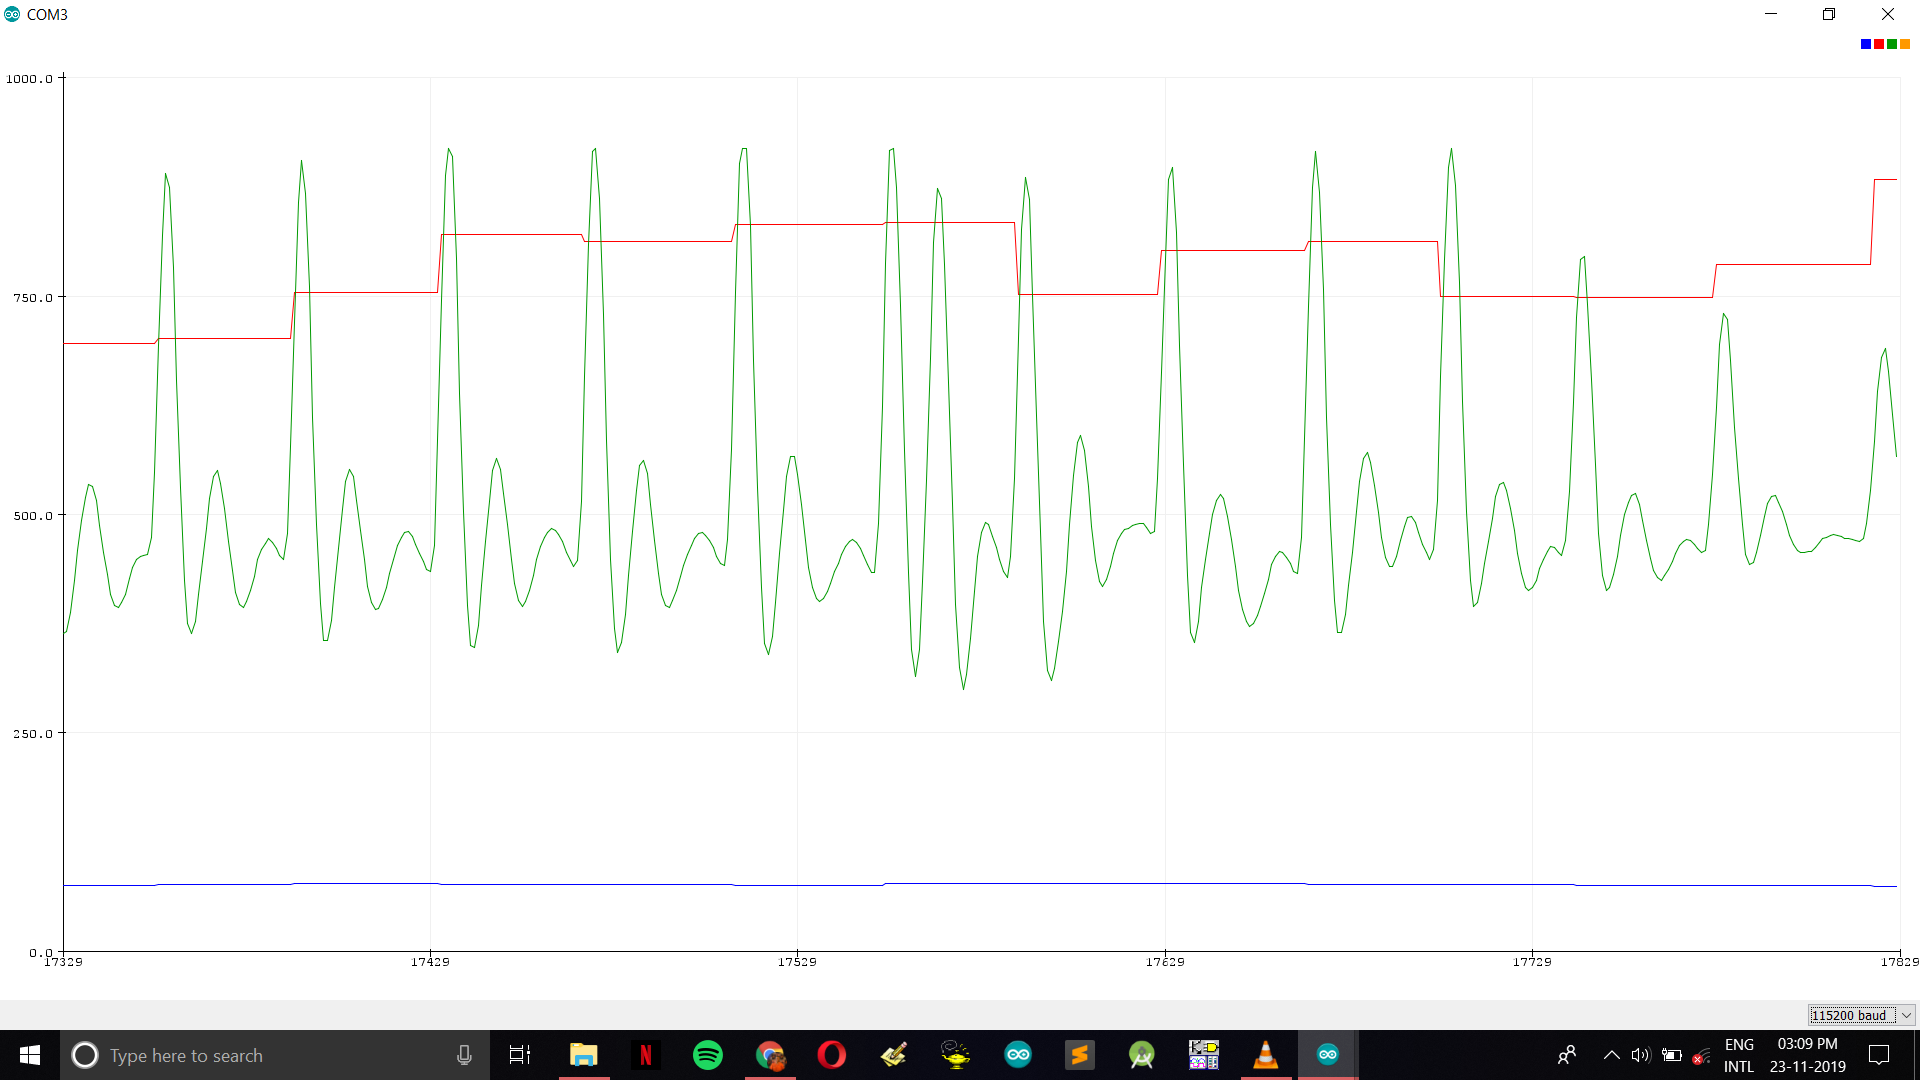 COM3
1000.0
750.0
500.0
250.0
0.0
17329 17429 17529 17629 17729 17829
115200 baud
Type here to search
N
ENG
INTL
03:09 PM
23-11-2019